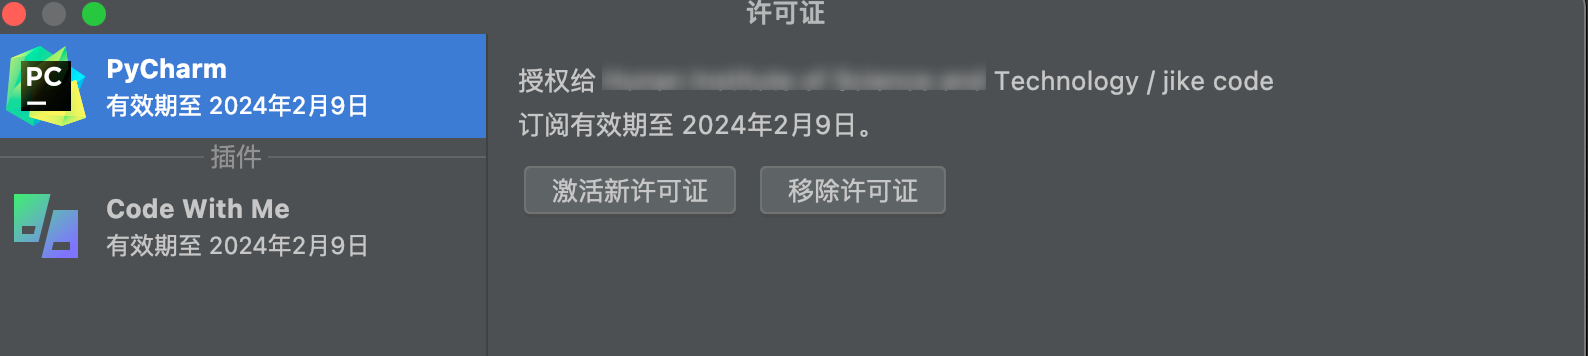 许可证
PC
PyCharm
有效期至 2024年2月9日
插件
Code With Me
有效期至 2024年2月9日
授权给 Technology / jike code
订阅有效期至 2024年2月9日。
激活新许可证
移除许可证